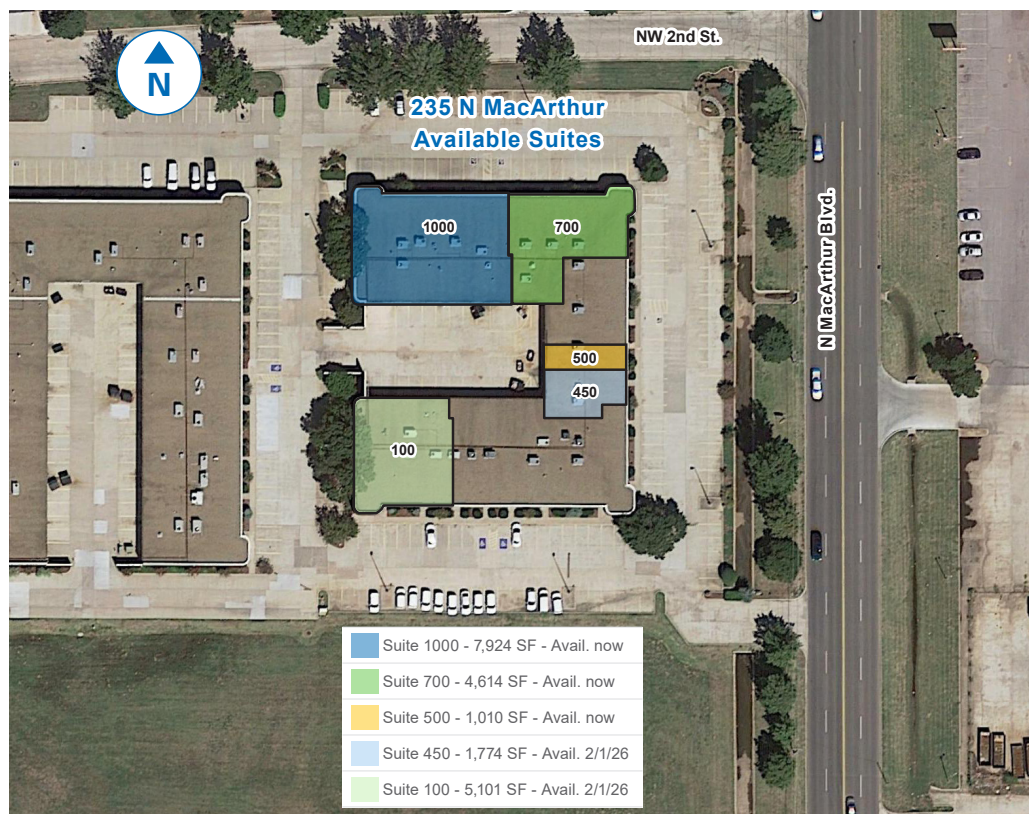 NW 2nd St.
N
235 N MacArthur
Available Suites
1000
700
N MacArthur Blvd.
500
450
100
Suite 1000 - 7,924 SF - Avail. now
Suite 700 - 4,614 SF - Avail. now
Suite 500 - 1,010 SF - Avail. now
Suite 450 - 1,774 SF - Avail. 2/1/26
Suite 100 - 5,101 SF - Avail. 2/1/26